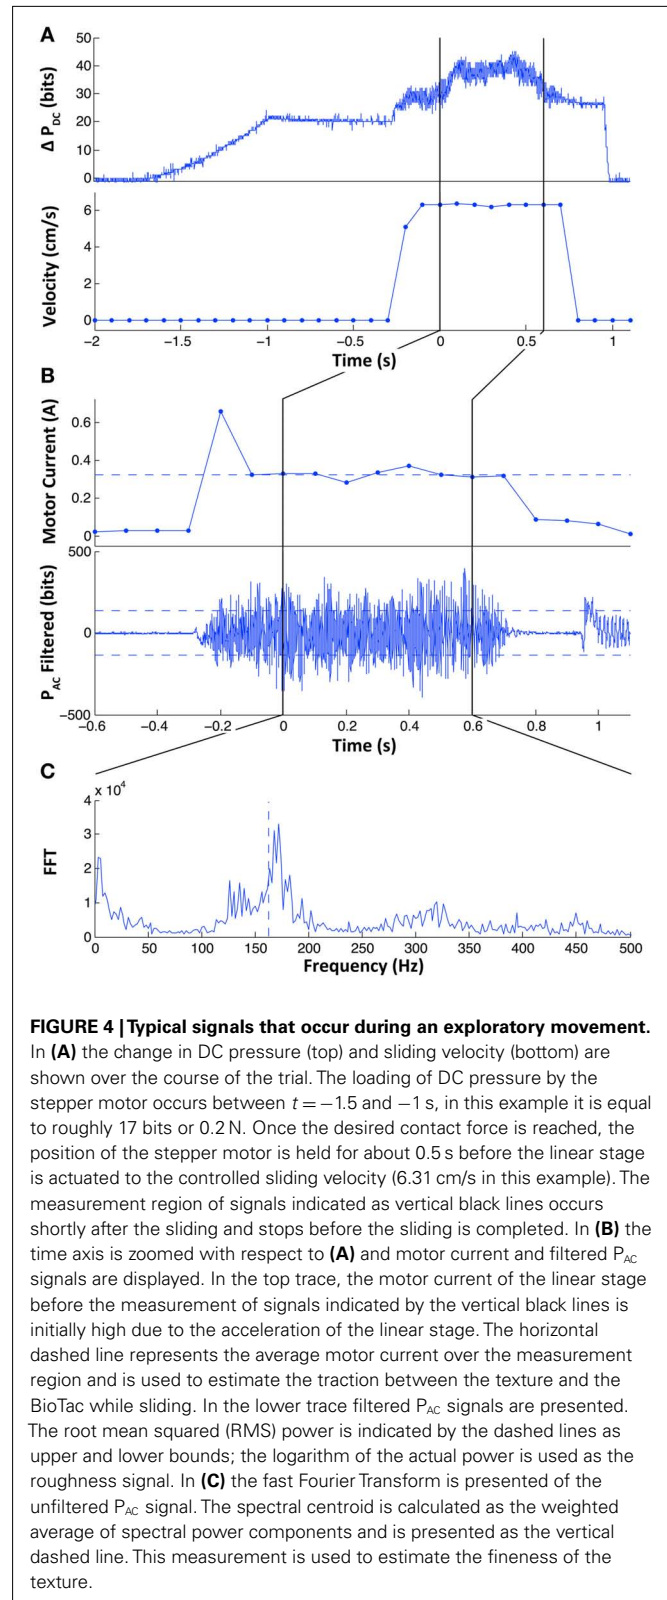 A
50
40
30
20
10
0
Δ P_DC (bits)
6
4
2
0
Velocity (cm/s)
−2 −1.5 −1 −0.5 0 0.5 1
Time (s)
B
0.6
0.4
0.2
0
Motor Current (A)
500
0
−500
P_AC Filtered (bits)
−0.6 −0.4 −0.2 0 0.2 0.4 0.6 0.8 1
Time (s)
C
x 10^4
4
3
2
1
0
FFT
0 50 100 150 200 250 300 350 400 450 500
Frequency (Hz)
FIGURE 4 | Typical signals that occur during an exploratory movement.
In (A) the change in DC pressure (top) and sliding velocity (bottom) are
shown over the course of the trial. The loading of DC pressure by the
stepper motor occurs between t = −1.5 and −1 s, in this example it is equal
to roughly 17 bits or 0.2 N. Once the desired contact force is reached, the
position of the stepper motor is held for about 0.5 s before the linear stage
is actuated to the controlled sliding velocity (6.31 cm/s in this example). The
measurement region of signals indicated as vertical black lines occurs
shortly after the sliding and stops before the sliding is completed. In (B) the
time axis is zoomed with respect to (A) and motor current and filtered P_AC
signals are displayed. In the top trace, the motor current of the linear stage
before the measurement of signals indicated by the vertical black lines is
initially high due to the acceleration of the linear stage. The horizontal
dashed line represents the average motor current over the measurement
region and is used to estimate the traction between the texture and the
BioTac while sliding. In the lower trace filtered P_AC signals are presented.
The root mean squared (RMS) power is indicated by the dashed lines as
upper and lower bounds; the logarithm of the actual power is used as the
roughness signal. In (C) the fast Fourier Transform is presented of the
unfiltered P_AC signal. The spectral centroid is calculated as the weighted
average of spectral power components and is presented as the vertical
dashed line. This measurement is used to estimate the fineness of the
texture.